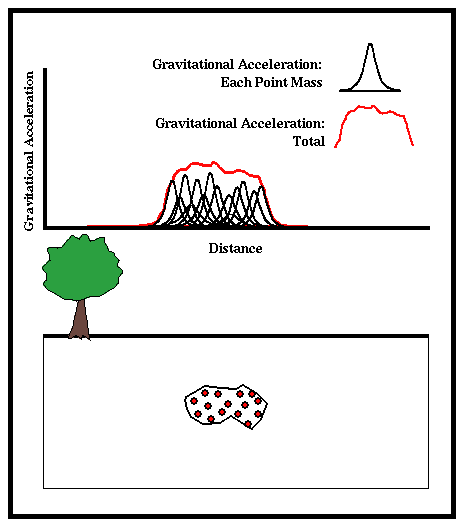 Gravitational Acceleration:
Each Point Mass
Gravitational Acceleration:
Total
Gravitational Acceleration
Distance